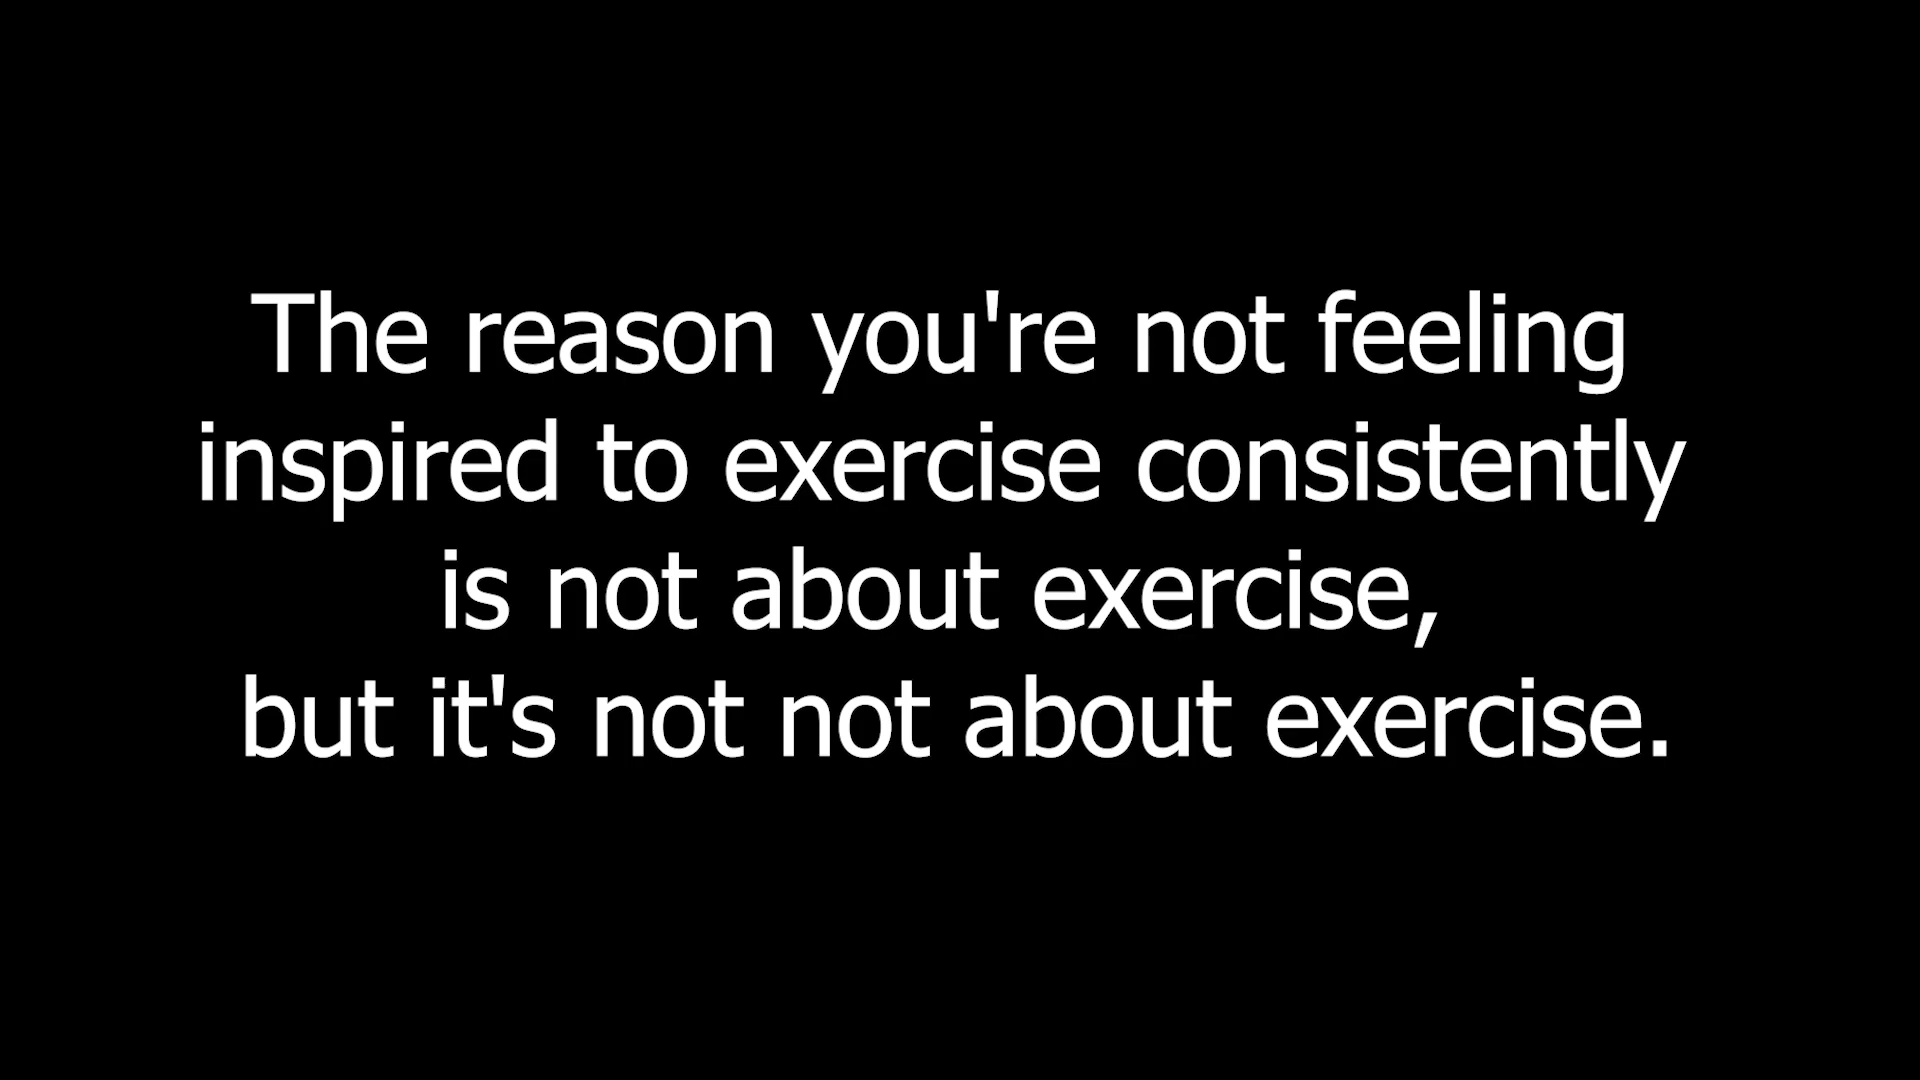 The reason you're not feeling
inspired to exercise consistently
is not about exercise,
but it's not not about exercise.